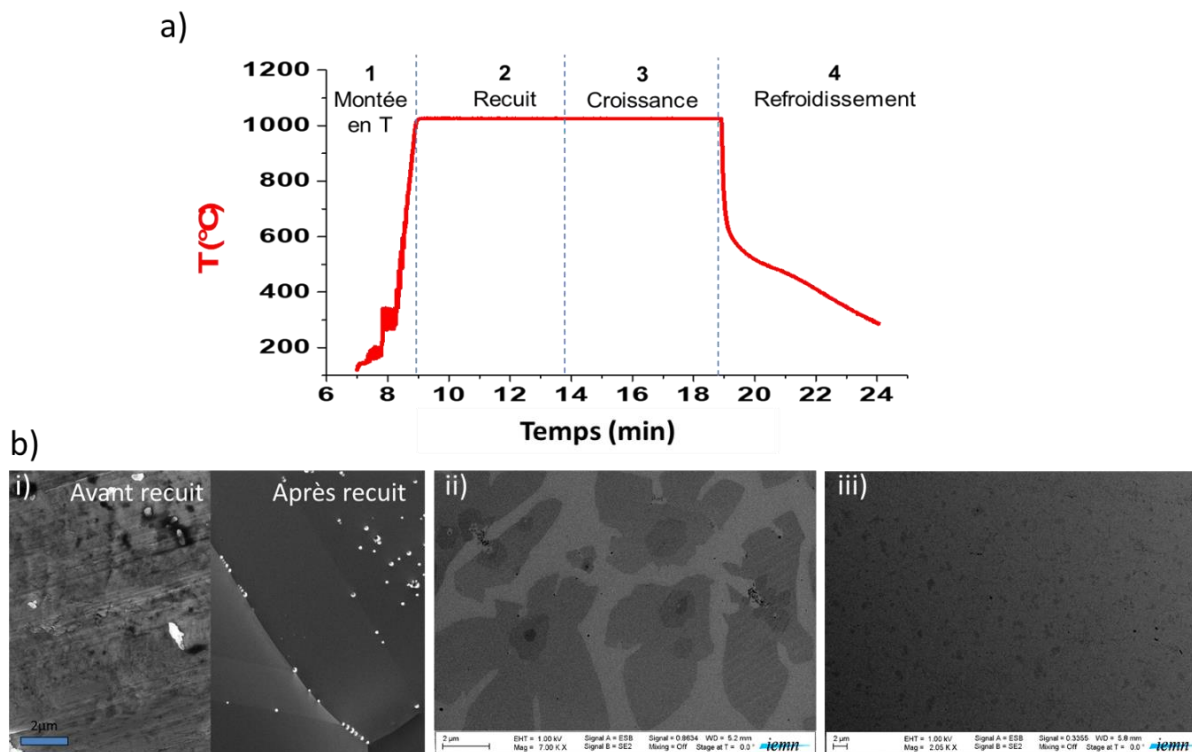 a)
1
Montée
en T
2
Recuit
3
Croissance
4
Refroidissement
1200
1000
800
600
400
200
T (°C)
6 8 10 12 14 16 18 20 22 24
Temps (min)
b)
i)
Avant recuit
Après recuit
2µm
ii)
2 µm
EHT = 1.00 kV Signal A = ESB Signal = 0.8634 WD = 5.2 mm
Mag = 7.00 K X Signal B = SE2 Mixing = Off Stage at T = 0.0 °
iemn
iii)
2 µm
EHT = 1.00 kV Signal A = ESB Signal = 0.3355 WD = 5.8 mm
Mag = 2.05 K X Signal B = SE2 Mixing = Off Stage at T = 0.0 °
iemn